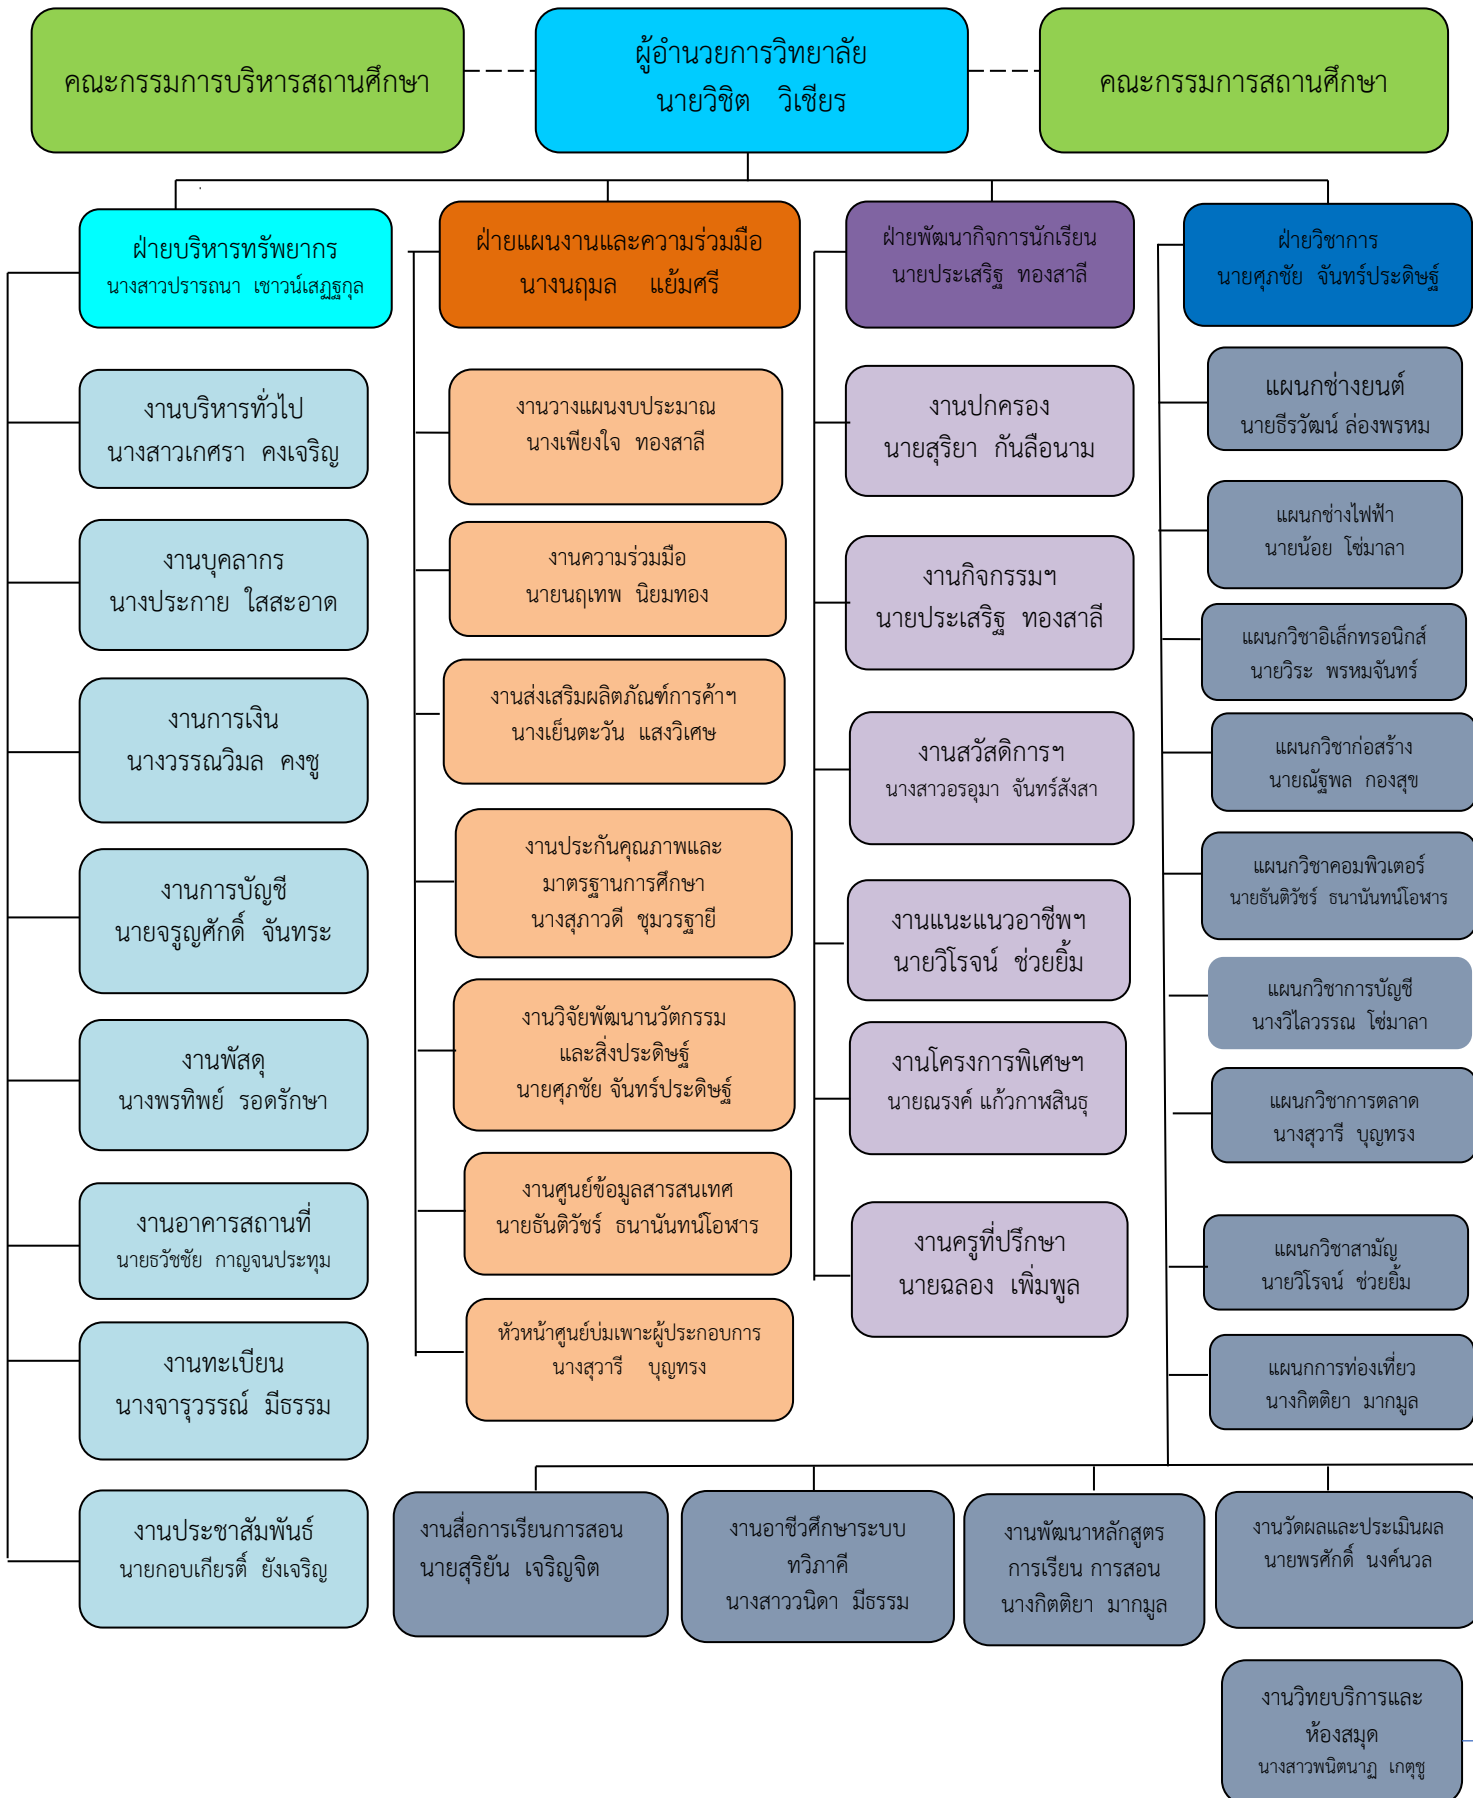 คณะกรรมการบริหารสถานศึกษา
ผู้อำนวยการวิทยาลัย
นายวิชิต วิเชียร
คณะกรรมการสถานศึกษา
ฝ่ายบริหารทรัพยากร
นางสาวปรารถนา เชาวน์เสฏฐกุล
ฝ่ายแผนงานและความร่วมมือ
นางนฤมล แย้มศรี
ฝ่ายพัฒนากิจการนักเรียน
นายประเสริฐ ทองสาลี
ฝ่ายวิชาการ
นายศุภชัย จันทร์ประดิษฐ์
งานบริหารทั่วไป
นางสาวเกศรา คงเจริญ
งานบุคลากร
นางประกาย ใสสะอาด
งานการเงิน
นางวรรณวิมล คงชู
งานการบัญชี
นายจรูญศักดิ์ จันทระ
งานพัสดุ
นางพรทิพย์ รอดรักษา
งานอาคารสถานที่
นายธวัชชัย กาญจนประทุม
งานทะเบียน
นางจารุวรรณ์ มีธรรม
งานประชาสัมพันธ์
นายกอบเกียรติ์ ยังเจริญ
งานวางแผนงบประมาณ
นางเพียงใจ ทองสาลี
งานความร่วมมือ
นายนฤเทพ นิยมทอง
งานส่งเสริมผลิตภัณฑ์การค้าฯ
นางเย็นตะวัน แสงวิเศษ
งานประกันคุณภาพและ
มาตรฐานการศึกษา
นางสุภาวดี ชุมวรฐายี
งานวิจัยพัฒนานวัตกรรม
และสิ่งประดิษฐ์
นายศุภชัย จันทร์ประดิษฐ์
งานศูนย์ข้อมูลสารสนเทศ
นายธันติวัชร์ ธนานันทน์โอฬาร
หัวหน้าศูนย์บ่มเพาะผู้ประกอบการ
นางสุวารี บุญทรง
งานปกครอง
นายสุริยา กันลือนาม
งานกิจกรรมฯ
นายประเสริฐ ทองสาลี
งานสวัสดิการฯ
นางสาวอรอุมา จันทร์สังสา
งานแนะแนวอาชีพฯ
นายวิโรจน์ ช่วยยิ้ม
งานโครงการพิเศษฯ
นายณรงค์ แก้วกาฬสินธุ
งานครูที่ปรึกษา
นายฉลอง เพิ่มพูล
แผนกช่างยนต์
นายธีรวัฒน์ ล่องพรหม
แผนกช่างไฟฟ้า
นายน้อย โซ่มาลา
แผนกวิชาอิเล็กทรอนิกส์
นายวิระ พรหมจันทร์
แผนกวิชาก่อสร้าง
นายณัฐพล กองสุข
แผนกวิชาคอมพิวเตอร์
นายธันติวัชร์ ธนานันทน์โอฬาร
แผนกวิชาการบัญชี
นางวิไลวรรณ โซ่มาลา
แผนกวิชาการตลาด
นางสุวารี บุญทรง
แผนกวิชาสามัญ
นายวิโรจน์ ช่วยยิ้ม
แผนกการท่องเที่ยว
นางกิตติยา มากมูล
งานสื่อการเรียนการสอน
นายสุริยัน เจริญจิต
งานอาชีวศึกษาระบบ
ทวิภาคี
นางสาววนิดา มีธรรม
งานพัฒนาหลักสูตร
การเรียน การสอน
นางกิตติยา มากมูล
งานวัดผลและประเมินผล
นายพรศักดิ์ นงค์นวล
งานวิทยบริการและ
ห้องสมุด
นางสาวพนิตนาฏ เกตุชู